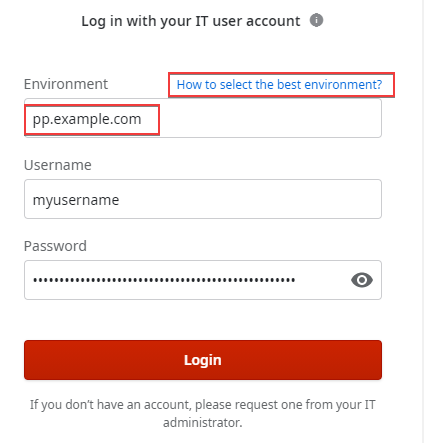 Log in with your IT user account
Environment How to select the best environment?
pp.example.com
Username
myusername
Password
••••••••••••••••••••••••••••••••••••••••••••••••••
Login
If you don't have an account, please request one from your IT
administrator.